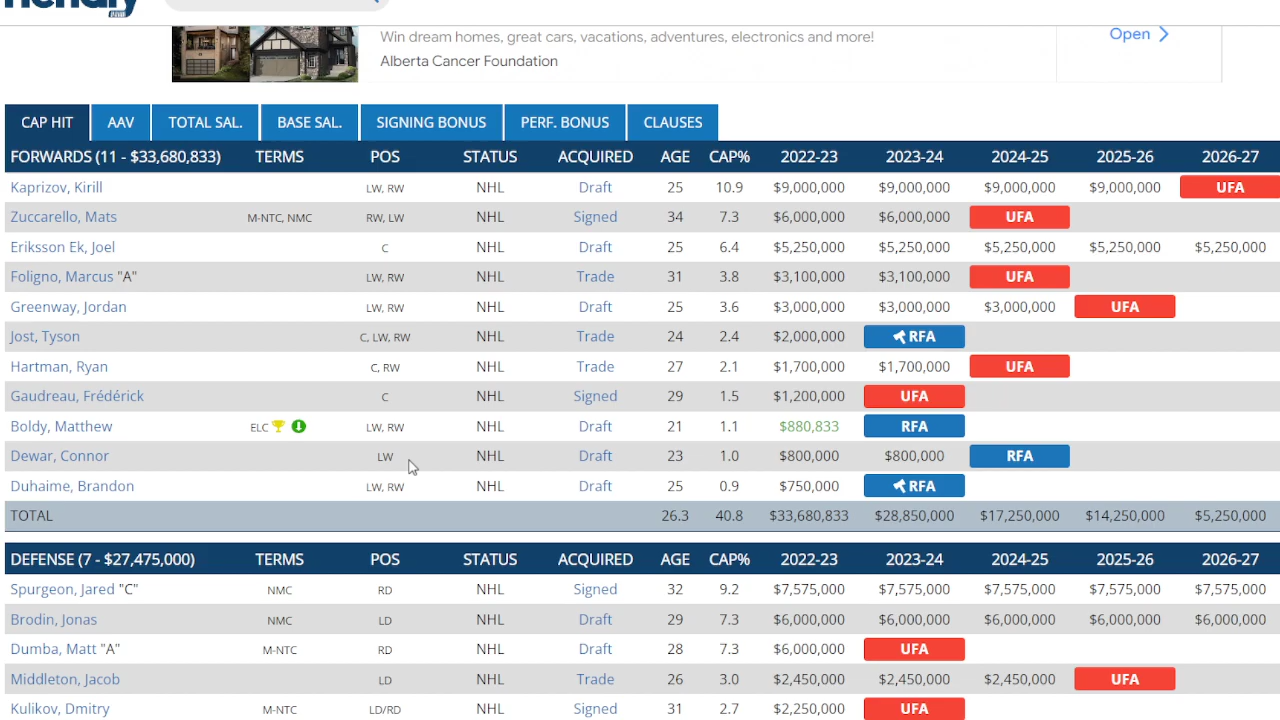 Win dream homes, great cars, vacations, adventures, electronics and more!
Open
Alberta Cancer Foundation
CAP HIT AAV TOTAL SAL. BASE SAL. SIGNING BONUS PERF. BONUS CLAUSES
FORWARDS (11 - $33,680,833) TERMS POS STATUS ACQUIRED AGE CAP% 2022-23 2023-24 2024-25 2025-26 2026-27
Kaprizov, Kirill LW, RW NHL Draft 25 10.9 $9,000,000 $9,000,000 $9,000,000 $9,000,000 UFA
Zuccarello, Mats M-NTC, NMC RW, LW NHL Signed 34 7.3 $6,000,000 $6,000,000 UFA
Eriksson Ek, Joel C NHL Draft 25 6.4 $5,250,000 $5,250,000 $5,250,000 $5,250,000 $5,250,000
Foligno, Marcus "A" LW, RW NHL Trade 31 3.8 $3,100,000 $3,100,000 UFA
Greenway, Jordan LW, RW NHL Draft 25 3.6 $3,000,000 $3,000,000 $3,000,000 UFA
Jost, Tyson C, LW, RW NHL Trade 24 2.4 $2,000,000 RFA
Hartman, Ryan C, RW NHL Trade 27 2.1 $1,700,000 $1,700,000 UFA
Gaudreau, Frédérick C NHL Signed 29 1.5 $1,200,000 UFA
Boldy, Matthew ELC LW, RW NHL Draft 21 1.1 $880,833 RFA
Dewar, Connor LW NHL Draft 23 1.0 $800,000 $800,000 RFA
Duhaime, Brandon LW, RW NHL Draft 25 0.9 $750,000 RFA
TOTAL 26.3 40.8 $33,680,833 $28,850,000 $17,250,000 $14,250,000 $5,250,000
DEFENSE (7 - $27,475,000) TERMS POS STATUS ACQUIRED AGE CAP% 2022-23 2023-24 2024-25 2025-26 2026-27
Spurgeon, Jared "C" NMC RD NHL Signed 32 9.2 $7,575,000 $7,575,000 $7,575,000 $7,575,000 $7,575,000
Brodin, Jonas NMC LD NHL Draft 29 7.3 $6,000,000 $6,000,000 $6,000,000 $6,000,000 $6,000,000
Dumba, Matt "A" M-NTC RD NHL Draft 28 7.3 $6,000,000 UFA
Middleton, Jacob LD NHL Trade 26 3.0 $2,450,000 $2,450,000 $2,450,000 UFA
Kulikov, Dmitry M-NTC LD/RD NHL Signed 31 2.7 $2,250,000 UFA